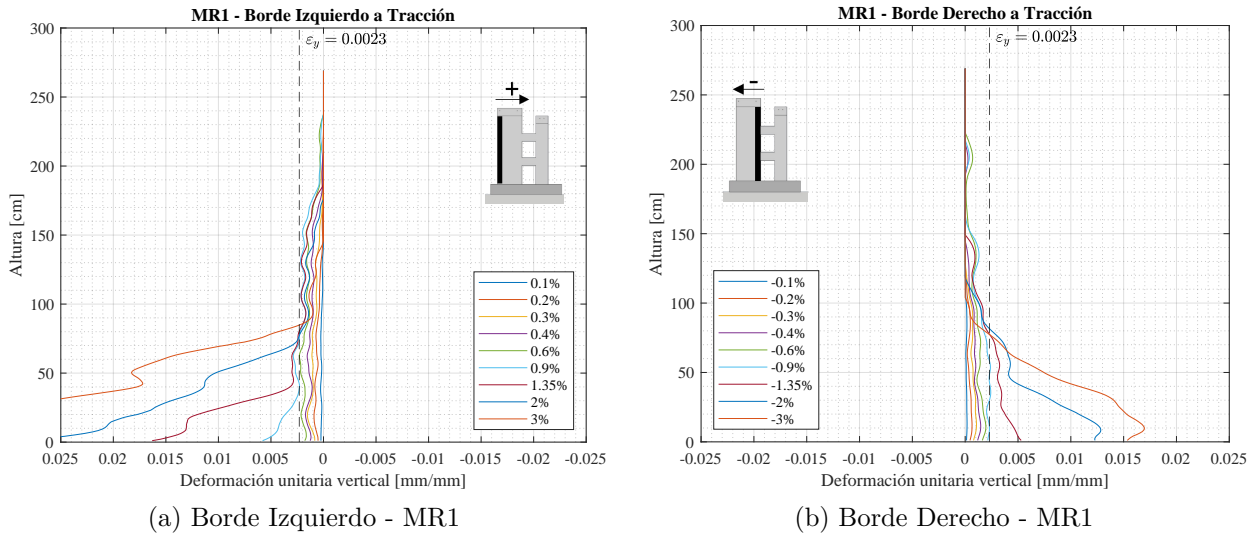 MR1 - Borde Izquierdo a Tracción
300
250
200
150
100
50
0
Altura [cm]
εy = 0.0023
+
0.1%
0.2%
0.3%
0.4%
0.6%
0.9%
1.35%
2%
3%
0.025 0.02 0.015 0.01 0.005 0 -0.005 -0.01 -0.015 -0.02 -0.025
Deformación unitaria vertical [mm/mm]
(a) Borde Izquierdo - MR1
MR1 - Borde Derecho a Tracción
300
250
200
150
100
50
0
Altura [cm]
εy = 0.0023
-
-0.1%
-0.2%
-0.3%
-0.4%
-0.6%
-0.9%
-1.35%
-2%
-3%
-0.025 -0.02 -0.015 -0.01 -0.005 0 0.005 0.01 0.015 0.02 0.025
Deformación unitaria vertical [mm/mm]
(b) Borde Derecho - MR1